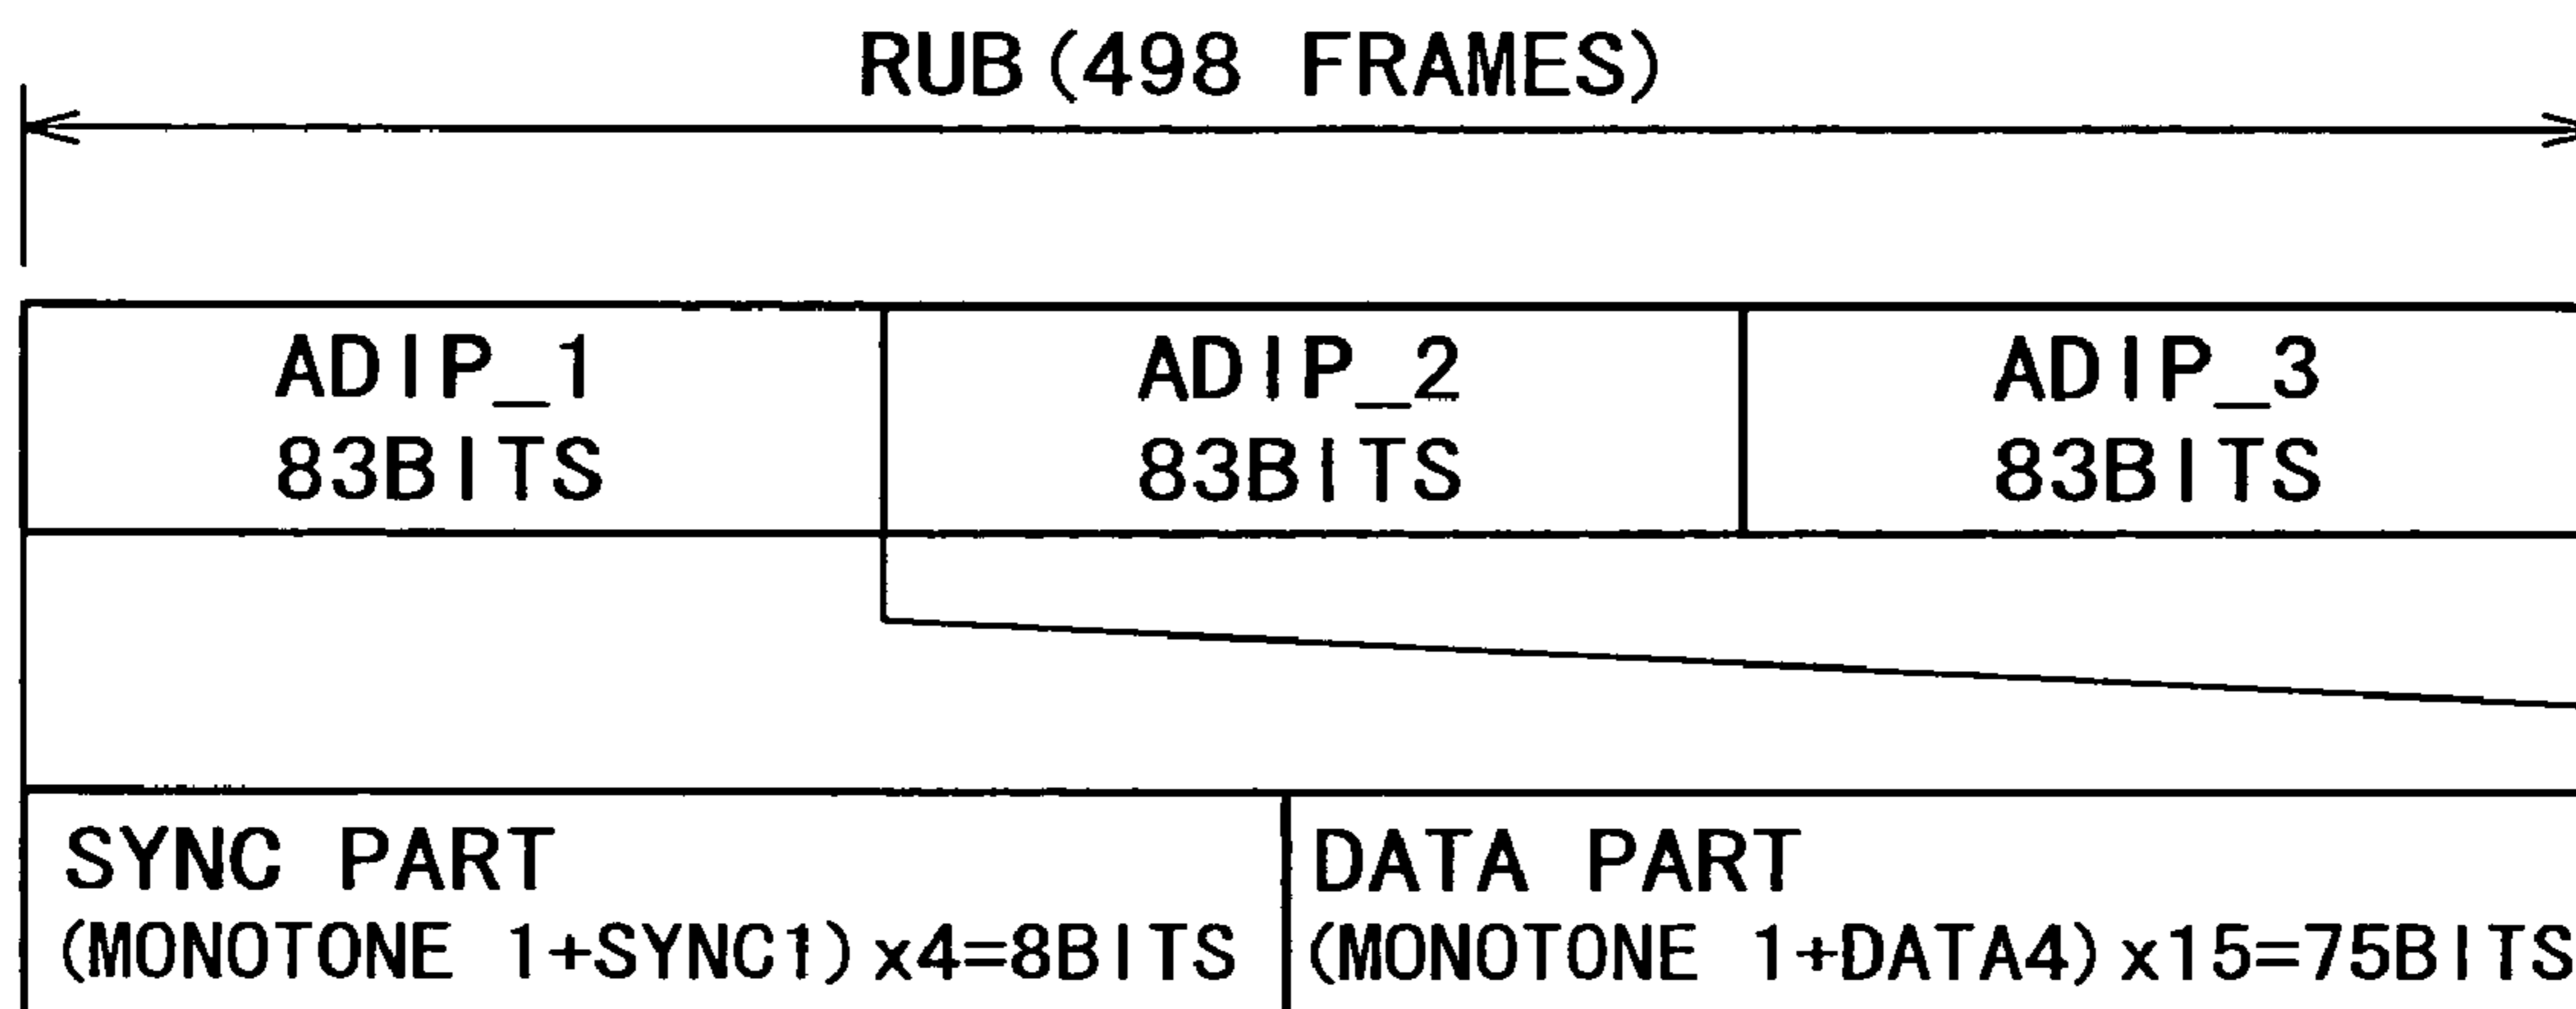 RUB(498 FRAMES)
ADIP_1 ADIP_2 ADIP_3
83BITS 83BITS 83BITS
SYNC PART DATA PART
(MONOTONE 1+SYNC1)x4=8BITS (MONOTONE 1+DATA4)x15=75BITS